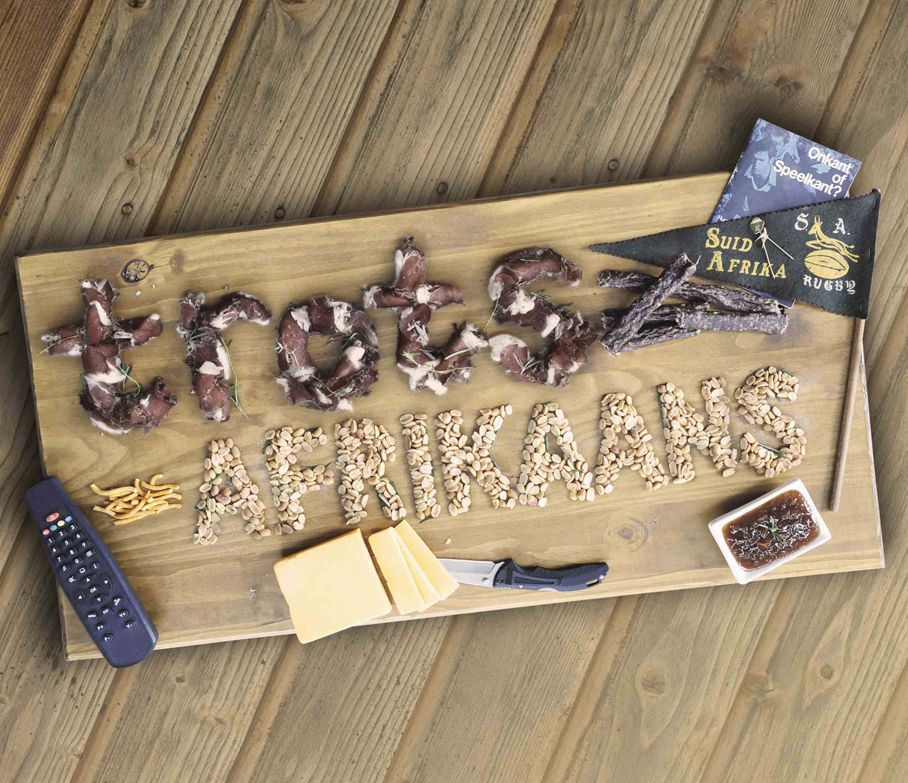 Onkant
of
Speelkant?
S. A.
SUID
AFRIKA
RUGBY
trots
AFRIKAANS